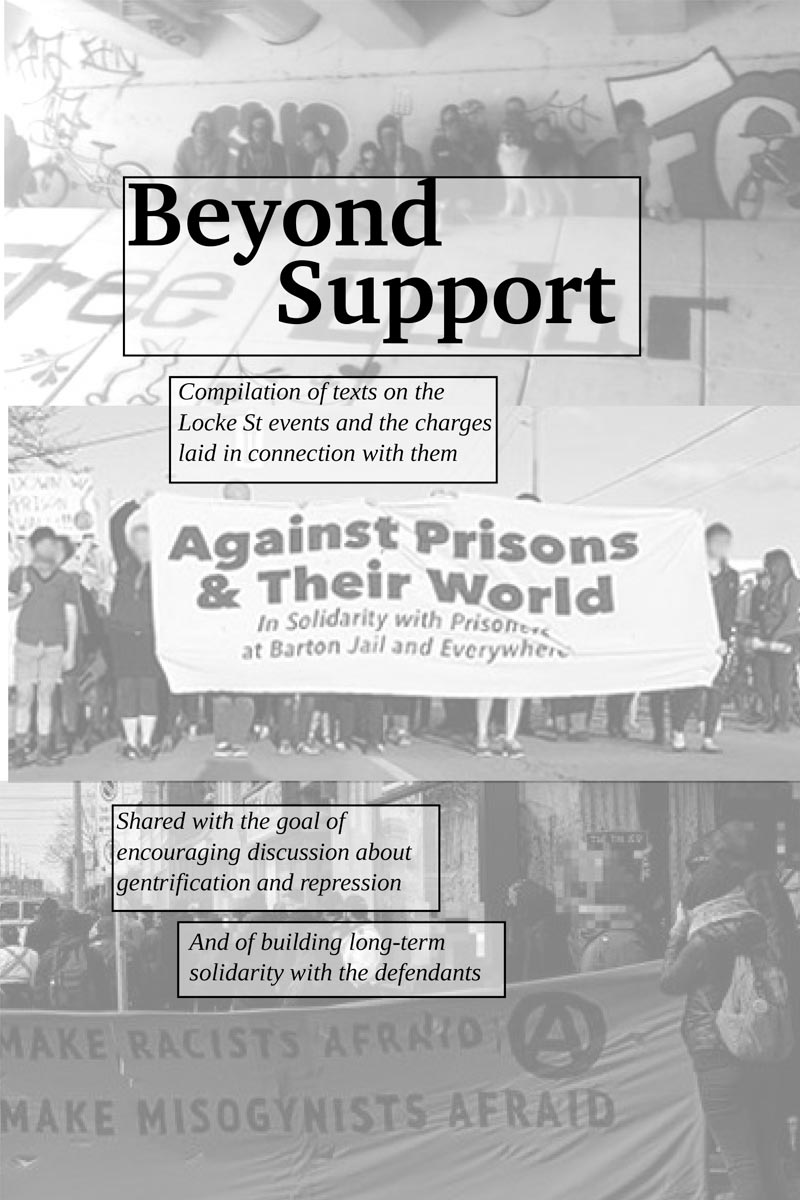 Beyond
Support
Compilation of texts on the
Locke St events and the charges
laid in connection with them
DOWN W/
PRISON
Against Prisons
& Their World
In Solidarity with Prisoners
at Barton Jail and Everywhere
Shared with the goal of
encouraging discussion about
gentrification and repression
And of building long-term
solidarity with the defendants
MAKE RACISTS AFRAID
MAKE MISOGYNISTS AFRAID